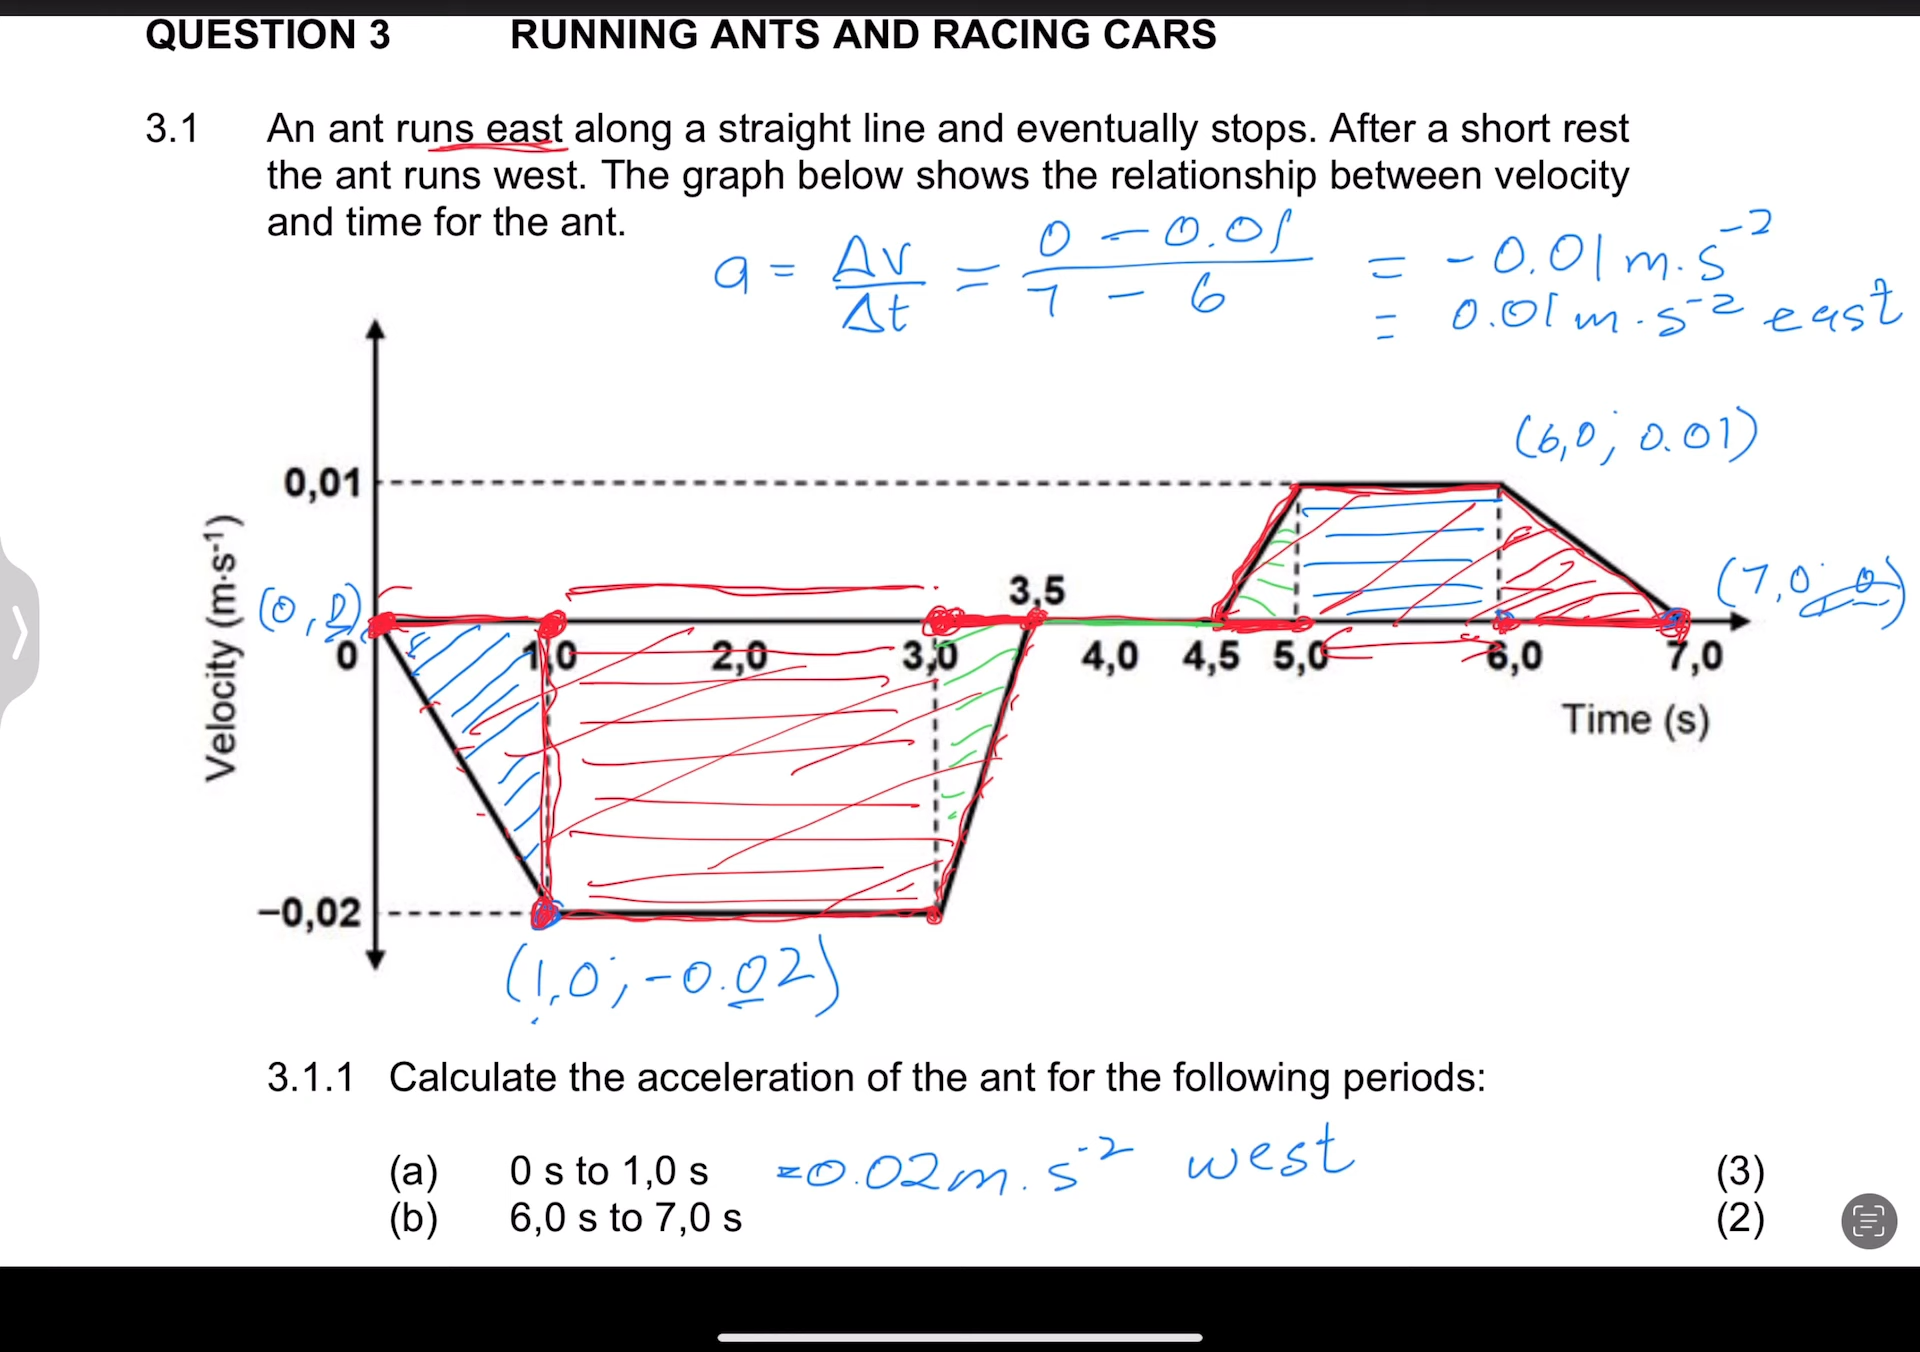 QUESTION 3 RUNNING ANTS AND RACING CARS
3.1 An ant runs east along a straight line and eventually stops. After a short rest
the ant runs west. The graph below shows the relationship between velocity
and time for the ant.
a = Δv/Δt = (0 - 0.01)/(7 - 6) = -0.01 m.s⁻²
= 0.01 m.s⁻² east
(6,0; 0.01)
0,01
Velocity (m·s⁻¹)
(0,0)
3,5
(7,0; 0)
0 1,0 2,0 3,0 4,0 4,5 5,0 6,0 7,0
Time (s)
−0,02
(1,0; -0.02)
3.1.1 Calculate the acceleration of the ant for the following periods:
(a) 0 s to 1,0 s =0.02 m.s⁻² west (3)
(b) 6,0 s to 7,0 s (2)